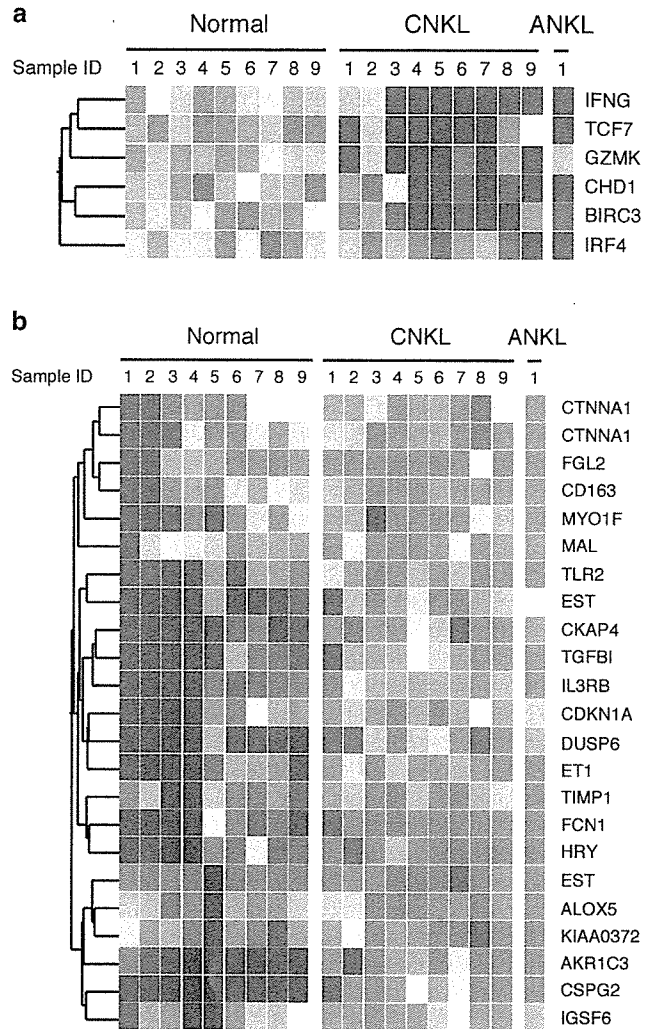 a
Normal CNKL ANKL
Sample ID 1 2 3 4 5 6 7 8 9 1 2 3 4 5 6 7 8 9 1
IFNG
TCF7
GZMK
CHD1
BIRC3
IRF4
b
Normal CNKL ANKL
Sample ID 1 2 3 4 5 6 7 8 9 1 2 3 4 5 6 7 8 9 1
CTNNA1
CTNNA1
FGL2
CD163
MYO1F
MAL
TLR2
EST
CKAP4
TGFBI
IL3RB
CDKN1A
DUSP6
ET1
TIMP1
FCN1
HRY
EST
ALOX5
KIAA0372
AKR1C3
CSPG2
IGSF6